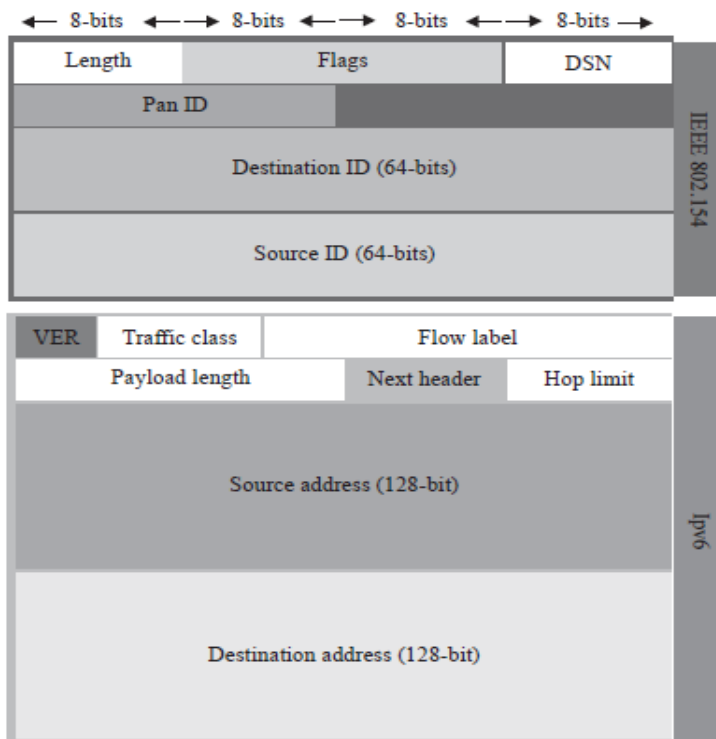 8-bits 8-bits 8-bits 8-bits
Length Flags DSN
Pan ID
Destination ID (64-bits)
Source ID (64-bits)
IEEE 802.154
VER Traffic class Flow label
Payload length Next header Hop limit
Source address (128-bit)
Destination address (128-bit)
Ipv6